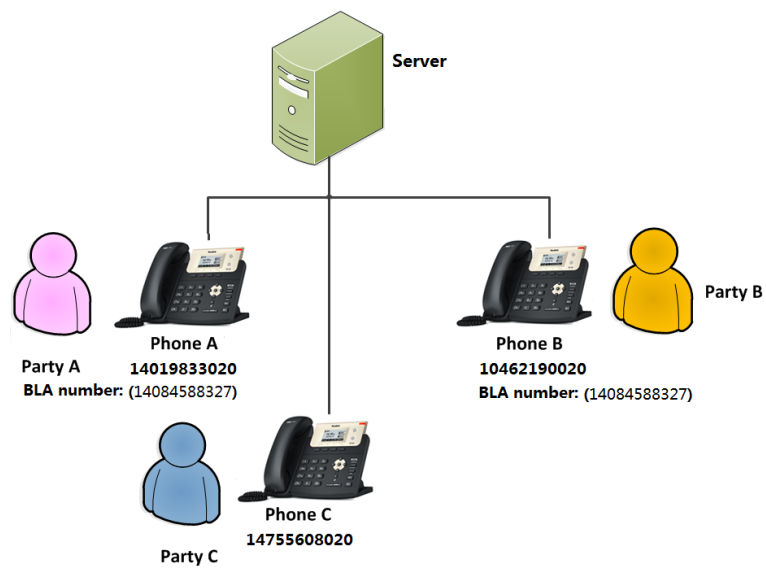 Server
Party A
Phone A
14019833020
BLA number: (14084588327)
Phone B
10462190020
BLA number: (14084588327)
Party B
Party C
Phone C
14755608020